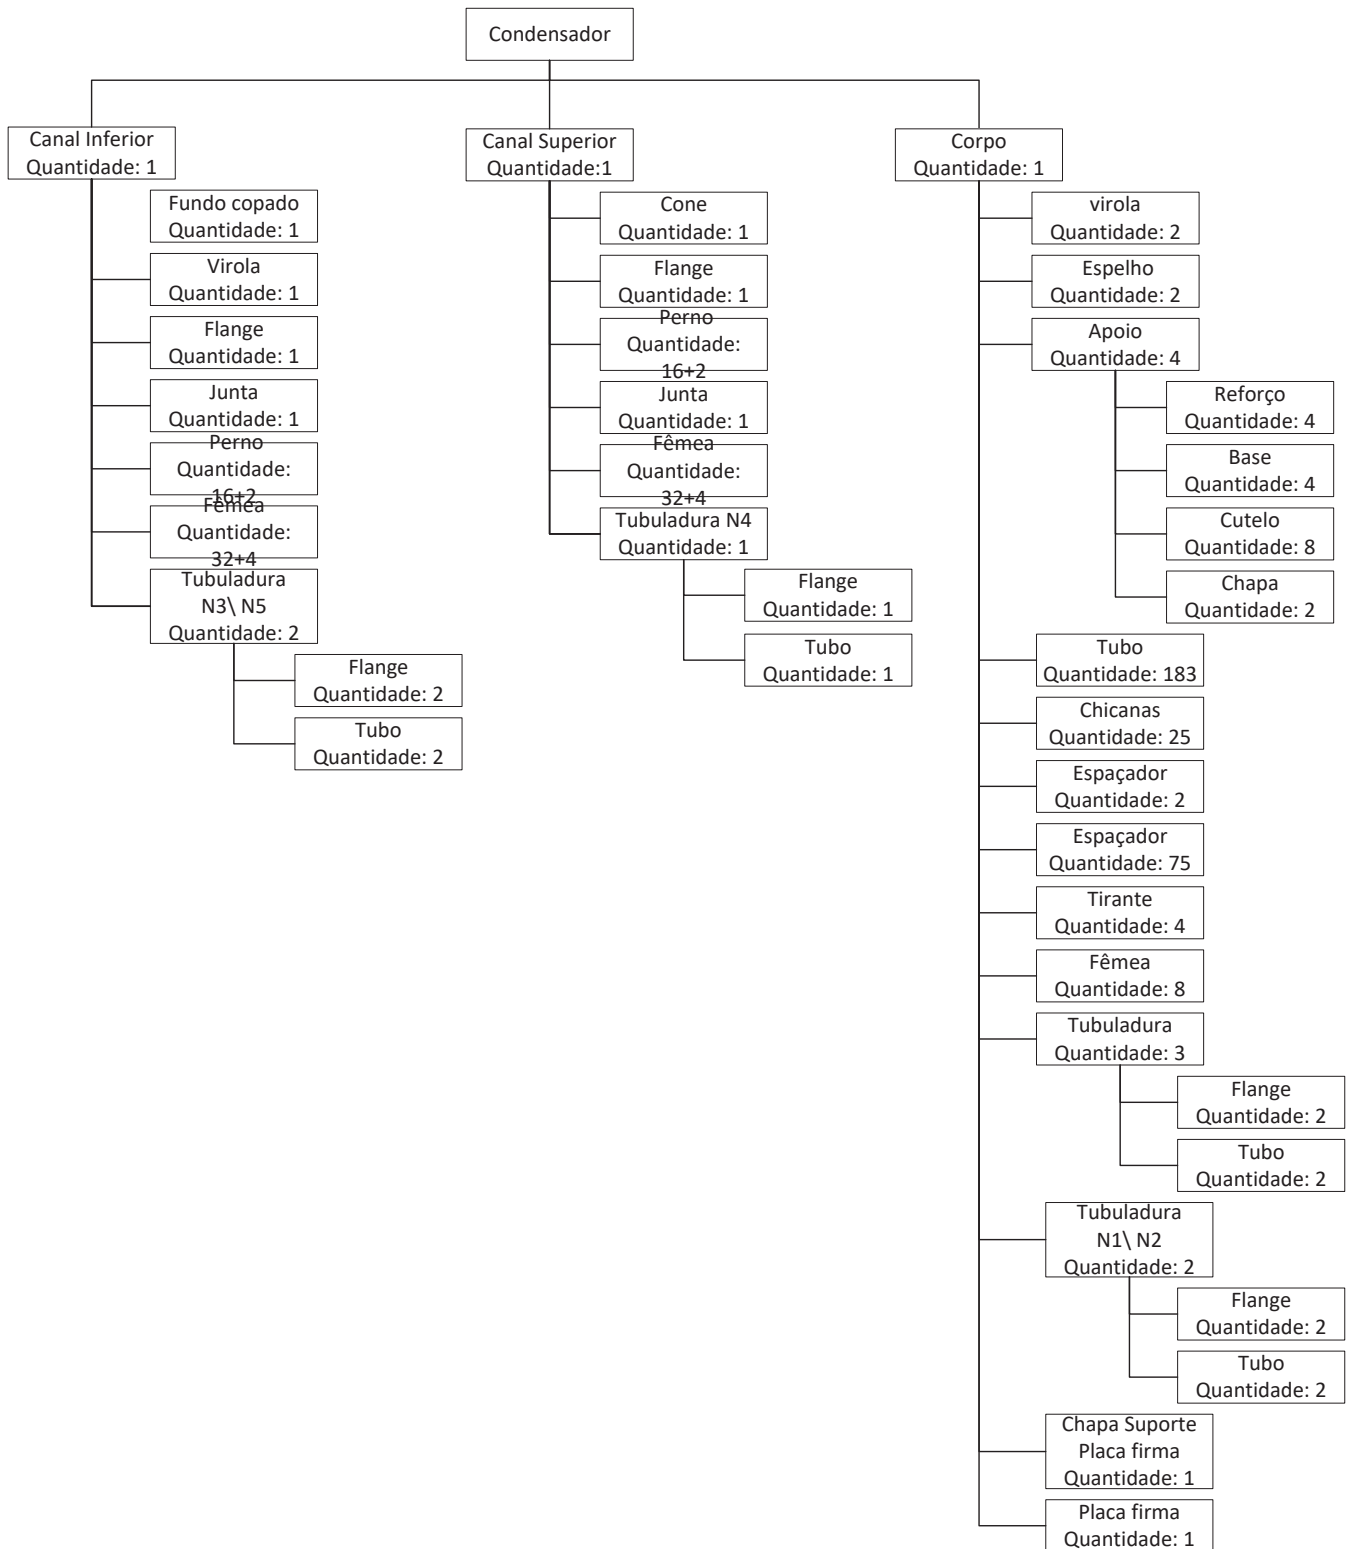 Condensador
Canal Inferior
Quantidade: 1
Fundo copado
Quantidade: 1
Virola
Quantidade: 1
Flange
Quantidade: 1
Junta
Quantidade: 1
Perno
Quantidade:
16+2
Fêmea
Quantidade:
32+4
Tubuladura
N3\ N5
Quantidade: 2
Flange
Quantidade: 2
Tubo
Quantidade: 2
Canal Superior
Quantidade:1
Cone
Quantidade: 1
Flange
Quantidade: 1
Perno
Quantidade:
16+2
Junta
Quantidade: 1
Fêmea
Quantidade:
32+4
Tubuladura N4
Quantidade: 1
Flange
Quantidade: 1
Tubo
Quantidade: 1
Corpo
Quantidade: 1
virola
Quantidade: 2
Espelho
Quantidade: 2
Apoio
Quantidade: 4
Reforço
Quantidade: 4
Base
Quantidade: 4
Cutelo
Quantidade: 8
Chapa
Quantidade: 2
Tubo
Quantidade: 183
Chicanas
Quantidade: 25
Espaçador
Quantidade: 2
Espaçador
Quantidade: 75
Tirante
Quantidade: 4
Fêmea
Quantidade: 8
Tubuladura
Quantidade: 3
Flange
Quantidade: 2
Tubo
Quantidade: 2
Tubuladura
N1\ N2
Quantidade: 2
Flange
Quantidade: 2
Tubo
Quantidade: 2
Chapa Suporte
Placa firma
Quantidade: 1
Placa firma
Quantidade: 1